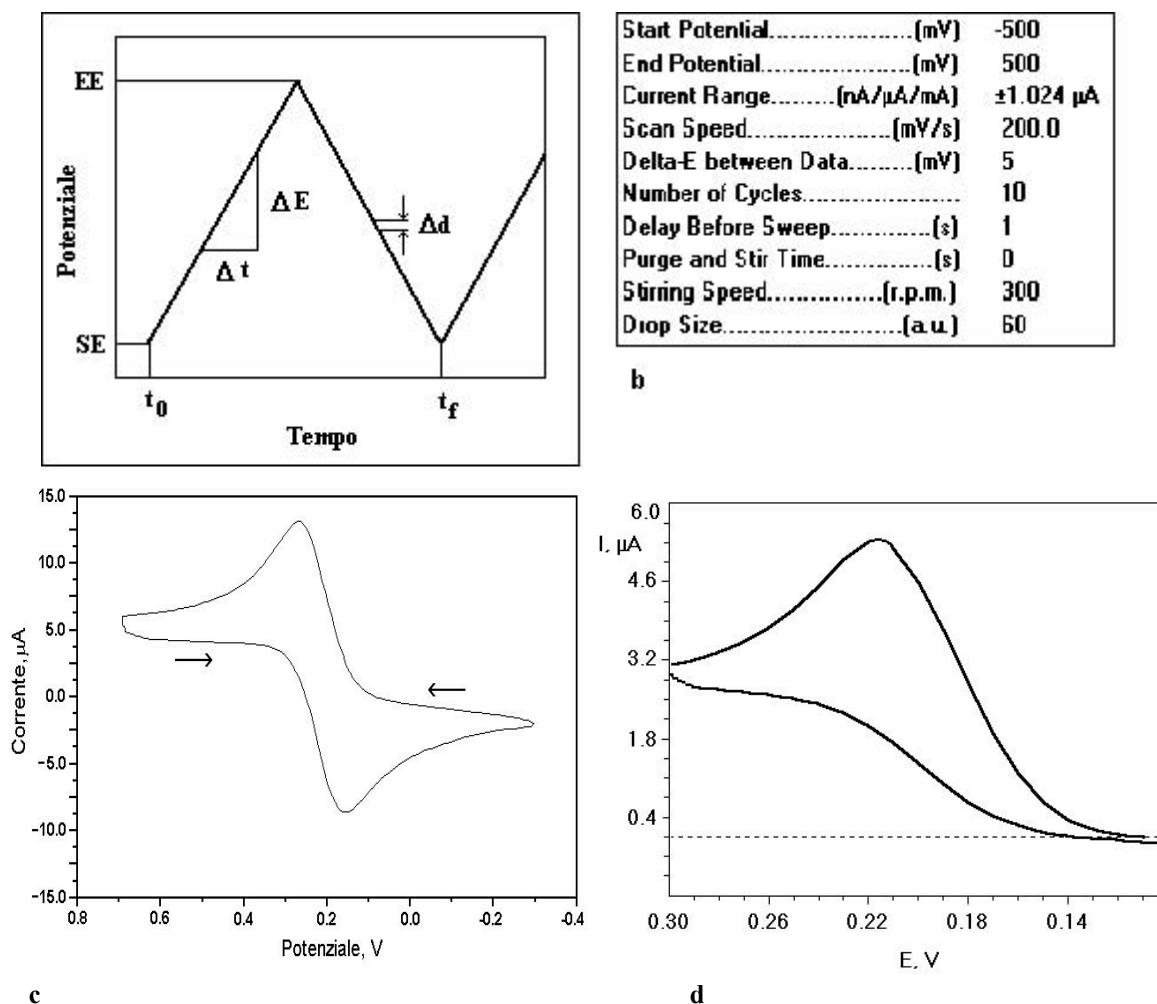 EE
Potenziale
Δ E
Δ t
Δd
SE
t0
tf
Tempo
Start Potential..................(mV) -500
End Potential....................(mV) 500
Current Range.........(nA/µA/mA) ±1.024 µA
Scan Speed....................(mV/s) 200.0
Delta-E between Data.......(mV) 5
Number of Cycles..................... 10
Delay Before Sweep............(s) 1
Purge and Stir Time.............(s) 0
Stirring Speed...............(r.p.m.) 300
Drop Size.........................(a.u.) 60
b
15.0
10.0
5.0
0.0
-5.0
-10.0
-15.0
Corrente, µA
0.8 0.6 0.4 0.2 0.0 -0.2 -0.4
Potenziale, V
c
6.0
I, µA
4.6
3.2
1.8
0.4
0.30 0.26 0.22 0.18 0.14
E, V
d